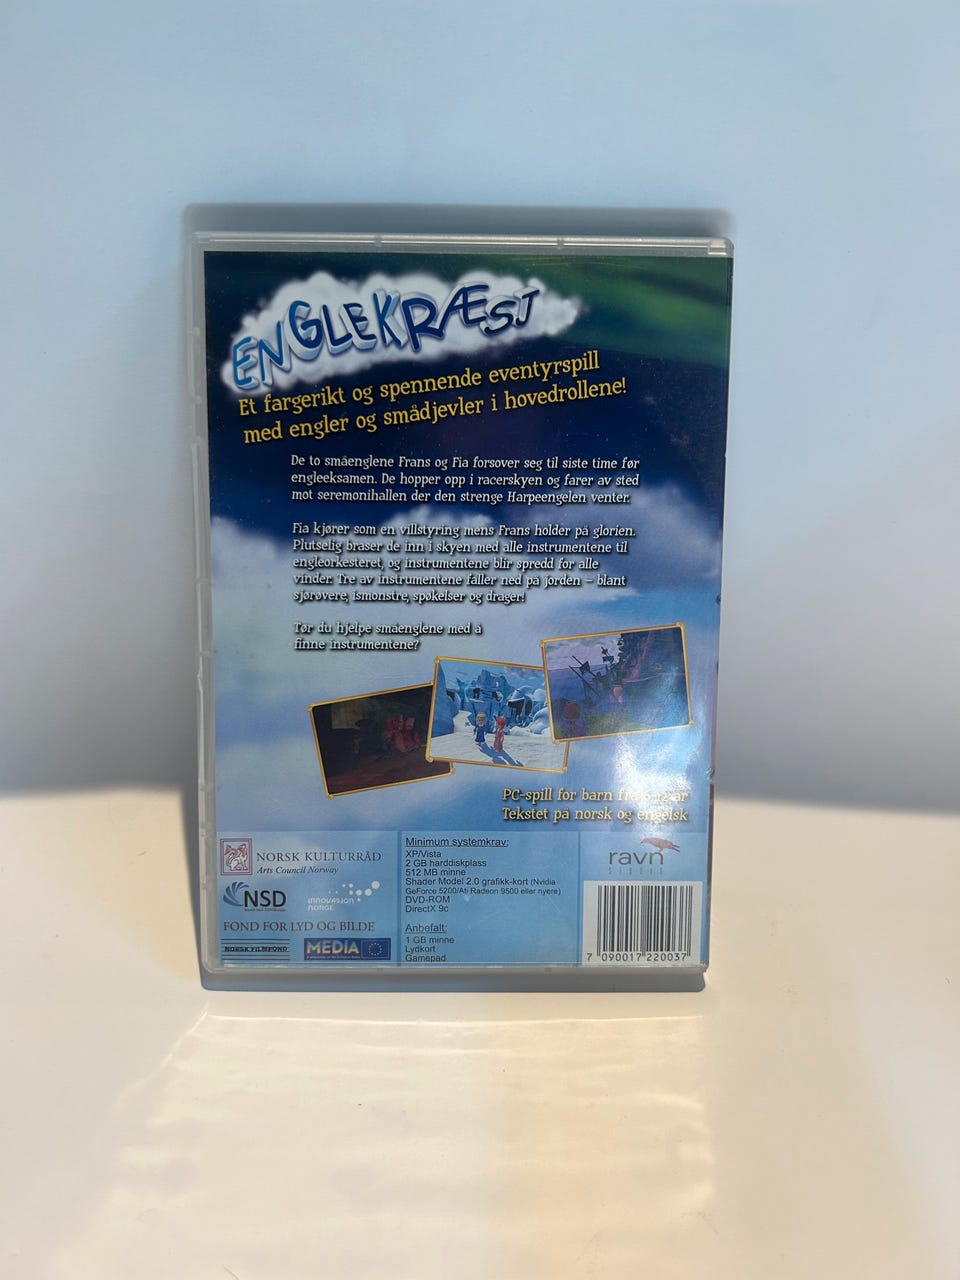 ENGLEKRÆSJ
Et fargerikt og spennende eventyrspill
med engler og smådjevler i hovedrollene!
De to småenglene Frans og Fia forsover seg til siste time før
engleeksamen. De hopper opp i racerskyen og farer av sted
mot seremonihallen der den strenge Harpeengelen venter.
Fia kjører som en villstyring mens Frans holder på glorien.
Plutselig braser de inn i skyen med alle instrumentene til
engleorkesteret, og instrumentene blir spredd for alle
vinder. Tre av instrumentene faller ned på jorden – blant
sjørøvere, ismonstre, spøkelser og drager!
Tør du hjelpe småenglene med å
finne instrumentene?
PC-spill for barn
Tekstet på norsk og engelsk
NORSK KULTURRÅD
Arts Council Norway
NSD
INNOVASJON
NORGE
FOND FOR LYD OG BILDE
NORSK FILMFOND
MEDIA
Minimum systemkrav:
XP/Vista
2 GB harddiskplass
512 MB minne
Shader Model 2.0 grafikk-kort (Nvidia
GeForce 5200/Ati Radeon 9500 eller nyere)
DVD-ROM
DirectX 9c
Anbefalt:
1 GB minne
Lydkort
Gamepad
ravn
STUDIO
7 090017 220037